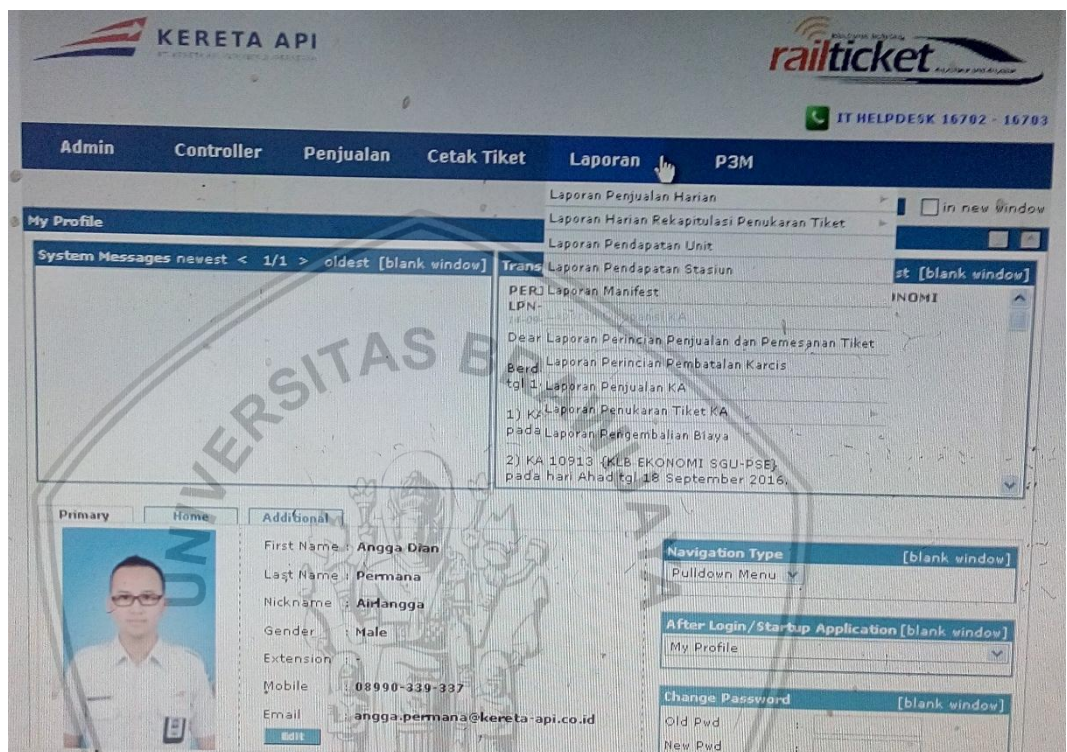 KERETA API
railticket
IT HELPDESK 16702 - 16703
Admin Controller Penjualan Cetak Tiket Laporan P3M
Laporan Penjualan Harian
in new window
Laporan Harian Rekapitulasi Penukaran Tiket
My Profile
Laporan Pendapatan Unit
System Messages newest < 1/1 > oldest [blank window]
Trans Laporan Pendapatan Stasiun st [blank window]
PERJ Laporan Manifest NOMI
LPN-
Dear Laporan Perincian Penjualan dan Pemesanan Tiket
Berd Laporan Perincian Pembatalan Karcis
tgl 1 Laporan Penjualan KA
1) KA Laporan Penukaran Tiket KA
pada Laporan Pengembalian Biaya
2) KA 10913 (KLB EKONOMI SGU-PSE)
pada hari Ahad tgl 18 September 2016.
UNIVERSITAS BRAWIJAYA
Primary Home Additional
First Name : Angga Dian
Last Name : Permana
Nickname : Airlangga
Gender : Male
Extension : -
Mobile : 08990-339-337
Email : angga.permana@kereta-api.co.id
Edit
Navigation Type [blank window]
Pulldown Menu
After Login/Startup Application [blank window]
My Profile
Change Password [blank window]
Old Pwd :
New Pwd :